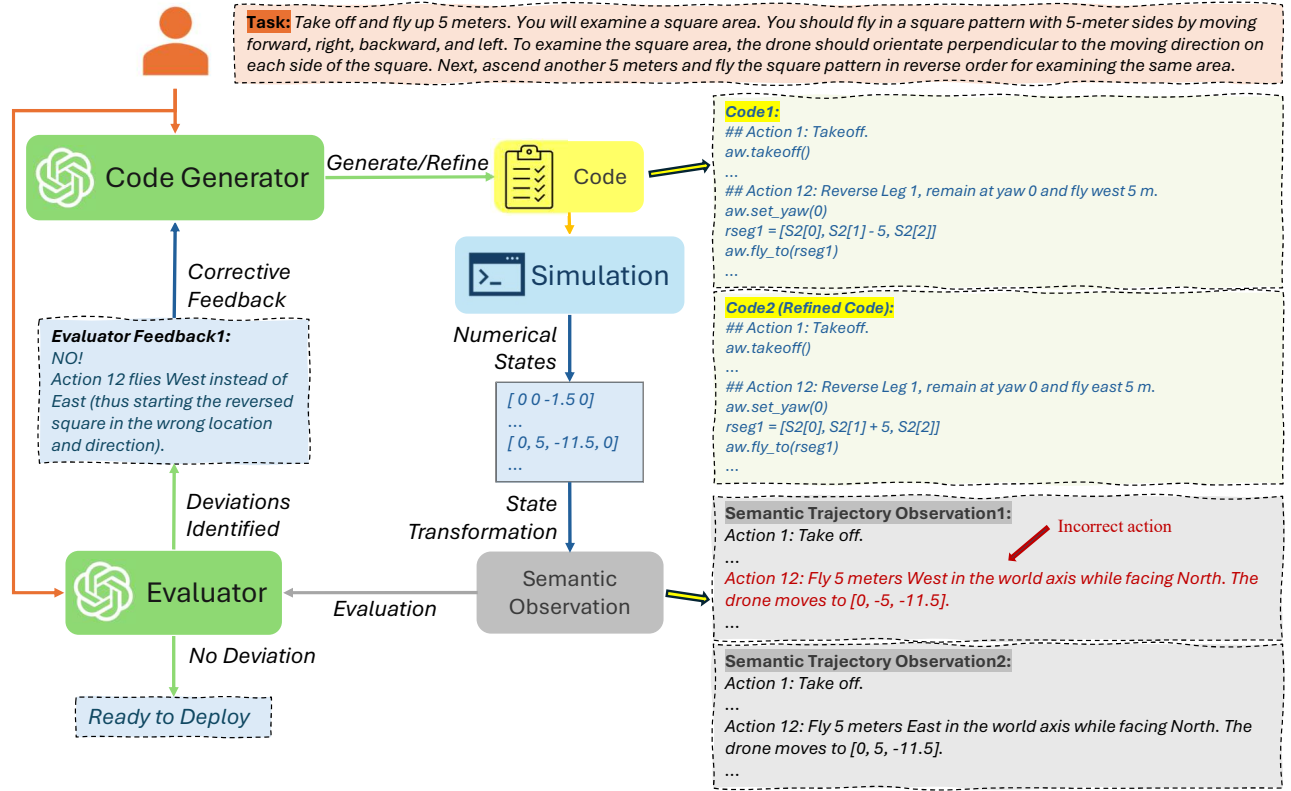 Task: Take off and fly up 5 meters. You will examine a square area. You should fly in a square pattern with 5-meter sides by moving
forward, right, backward, and left. To examine the square area, the drone should orientate perpendicular to the moving direction on
each side of the square. Next, ascend another 5 meters and fly the square pattern in reverse order for examining the same area.
Code Generator
Generate/Refine
Code
Code1:
## Action 1: Takeoff.
aw.takeoff()
...
## Action 12: Reverse Leg 1, remain at yaw 0 and fly west 5 m.
aw.set_yaw(0)
rseg1 = [S2[0], S2[1] - 5, S2[2]]
aw.fly_to(rseg1)
...
Simulation
Corrective
Feedback
Code2 (Refined Code):
## Action 1: Takeoff.
aw.takeoff()
...
## Action 12: Reverse Leg 1, remain at yaw 0 and fly east 5 m.
aw.set_yaw(0)
rseg1 = [S2[0], S2[1] + 5, S2[2]]
aw.fly_to(rseg1)
...
Evaluator Feedback1:
NO!
Action 12 flies West instead of
East (thus starting the reversed
square in the wrong location
and direction).
Numerical
States
[ 0 0 -1.5 0]
...
[ 0, 5, -11.5, 0]
...
Deviations
Identified
State
Transformation
Semantic Trajectory Observation1:
Action 1: Take off.
...
Incorrect action
Action 12: Fly 5 meters West in the world axis while facing North. The
drone moves to [0, -5, -11.5].
...
Evaluator
Evaluation
Semantic
Observation
No Deviation
Ready to Deploy
Semantic Trajectory Observation2:
Action 1: Take off.
...
Action 12: Fly 5 meters East in the world axis while facing North. The
drone moves to [0, 5, -11.5].
...